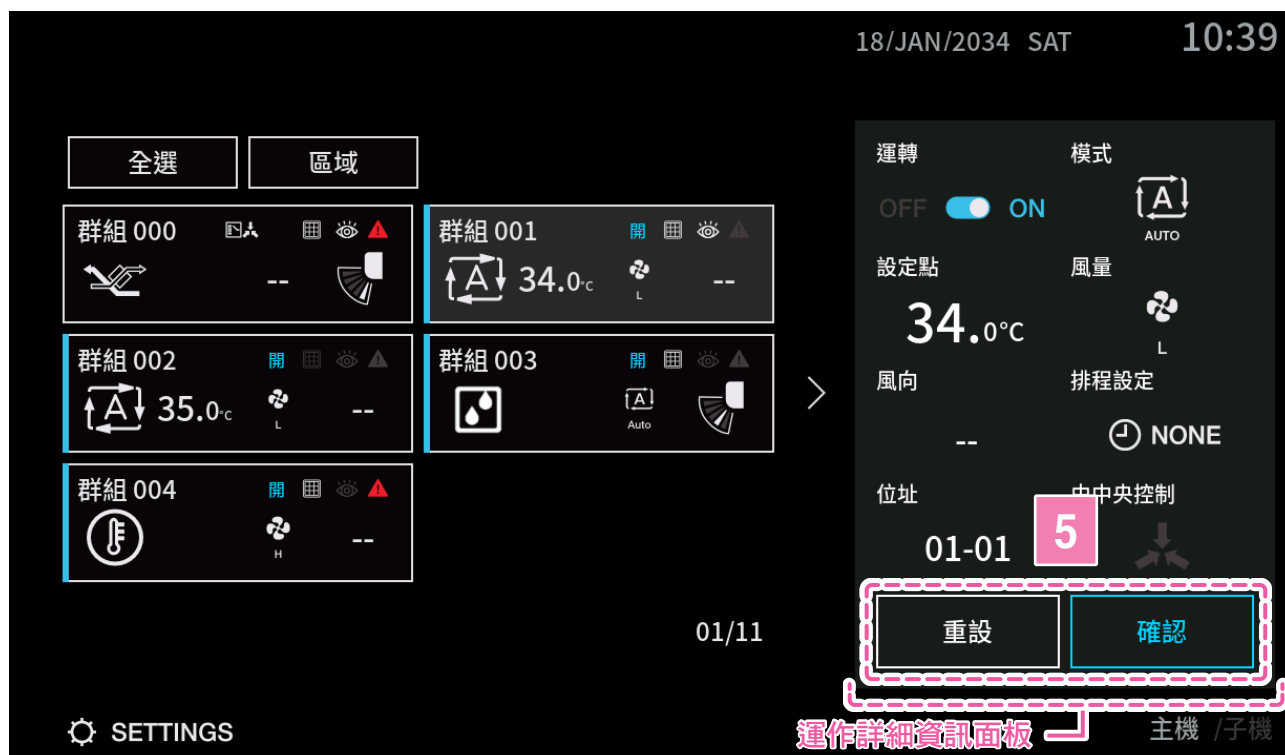 18/JAN/2034 SAT 10:39
全選 區域
群組 000
--
群組 001 開
A 34.0°C L --
群組 002 開
A 35.0°C L --
群組 003 開
A Auto
群組 004 開
H --
01/11
SETTINGS
運轉 模式
OFF ON A AUTO
設定點 風量
34.0°C L
風向 排程設定
-- NONE
位址 中央控制
01-01 5
重設 確認
運作詳細資訊面板
主機 /子機